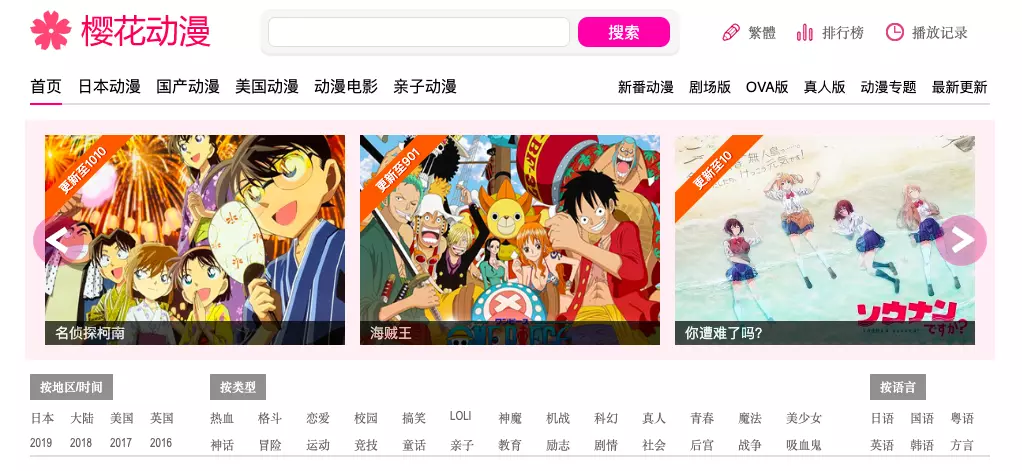 樱花动漫 搜索 繁體 排行榜 播放记录
首页 日本动漫 国产动漫 美国动漫 动漫电影 亲子动漫 新番动漫 剧场版 OVA版 真人版 动漫专题 最新更新
更新至1010 更新至901 更新至10
ソウナン
ですか?
名侦探柯南 海贼王 你遭难了吗?
按地区/时间 按类型 按语言
日本 大陆 美国 英国 热血 格斗 恋爱 校园 搞笑 LOLI 神魔 机战 科幻 真人 青春 魔法 美少女 日语 国语 粤语
2019 2018 2017 2016 神话 冒险 运动 竞技 童话 亲子 教育 励志 剧情 社会 后宫 战争 吸血鬼 英语 韩语 方言